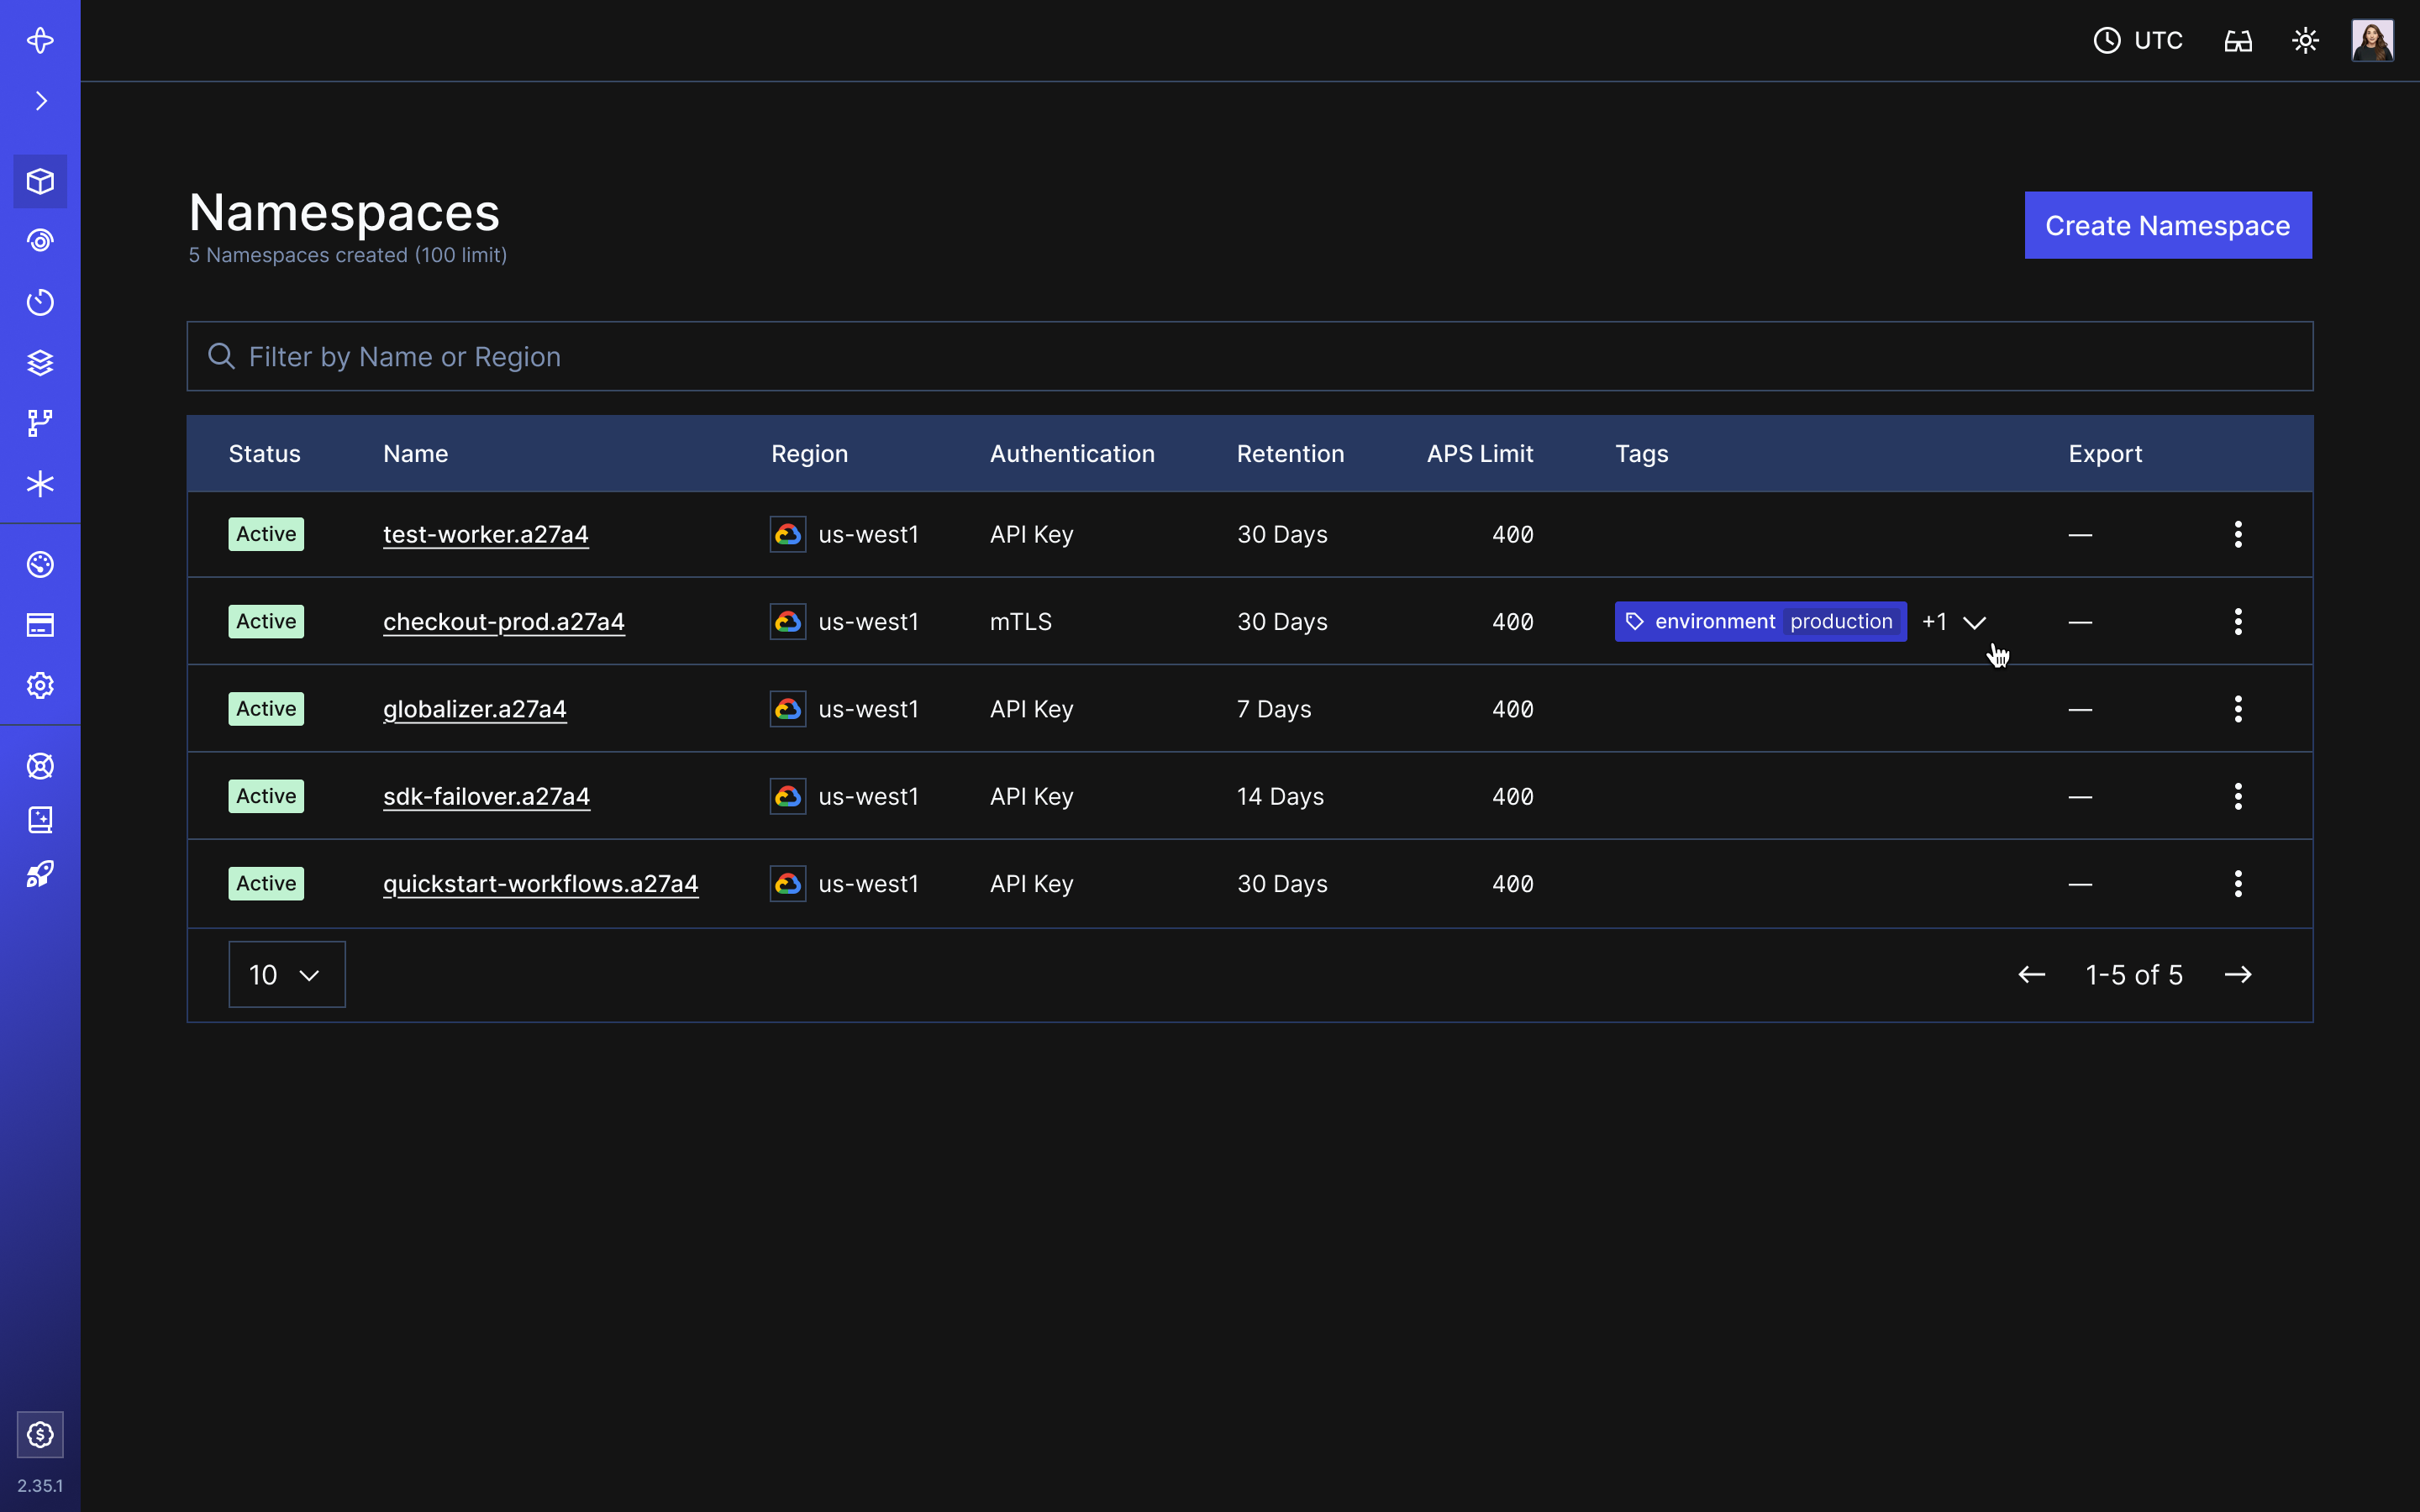 UTC
Namespaces
5 Namespaces created (100 limit)
Create Namespace
Filter by Name or Region
Status Name Region Authentication Retention APS Limit Tags Export
Active test-worker.a27a4 us-west1 API Key 30 Days 400 —
Active checkout-prod.a27a4 us-west1 mTLS 30 Days 400 environment production +1 —
Active globalizer.a27a4 us-west1 API Key 7 Days 400 —
Active sdk-failover.a27a4 us-west1 API Key 14 Days 400 —
Active quickstart-workflows.a27a4 us-west1 API Key 30 Days 400 —
10 1-5 of 5
2.35.1